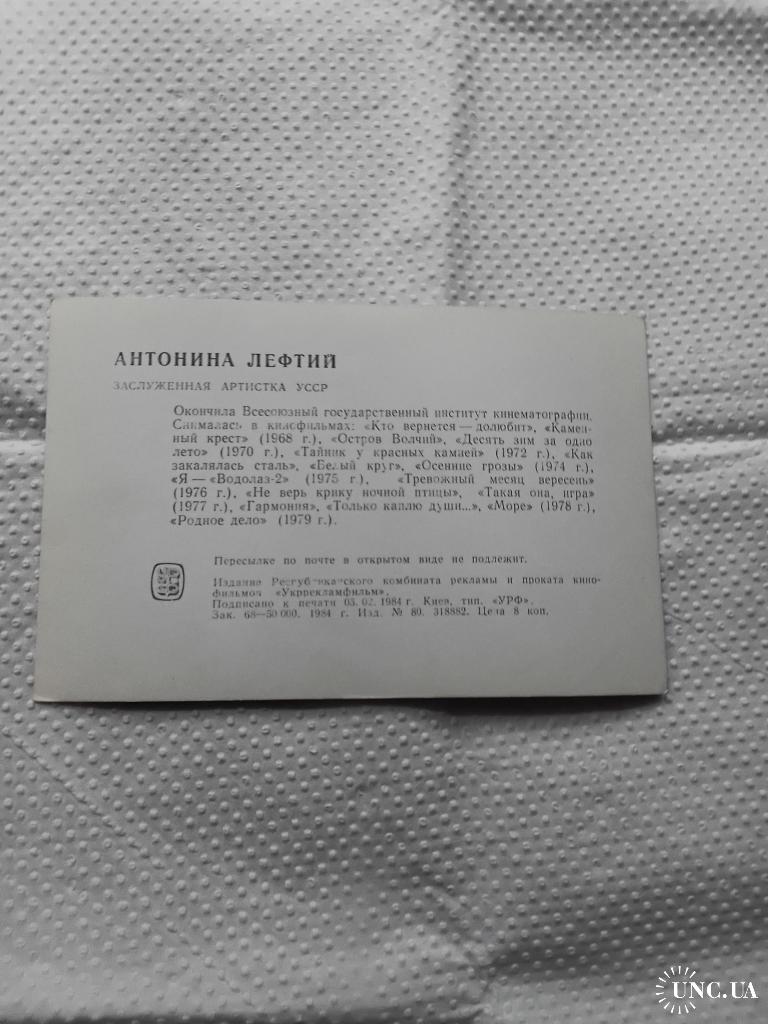 АНТОНИНА ЛЕФТИЙ
ЗАСЛУЖЕННАЯ АРТИСТКА УССР
Окончила Всесоюзный государственный институт кинематографии.
Снималась в кинофильмах: «Кто вернется — долюбит», «Камен-
ный крест» (1968 г.), «Остров Волчий», «Десять зим за одно
лето» (1970 г.), «Тайник у красных камней» (1972 г.), «Как
закалялась сталь», «Белый круг», «Осенние грозы» (1974 г.),
«Я — «Водолаз-2» (1975 г.), «Тревожный месяц вересень»
(1976 г.), «Не верь крику ночной птицы», «Такая она, игра»
(1977 г.), «Гармония», «Только каплю души...», «Море» (1978 г.),
«Родное дело» (1979 г.).
Пересылке по почте в открытом виде не подлежит.
Издание Республиканского комбината рекламы и проката кино-
фильмов «Укррекламфильм».
Подписано к печати 03.02.1984 г. Киев, тип. «УРФ».
Зак. 68—50 000. 1984 г. Изд. № 80. 318882. Цена 8 коп.
UNC.UA